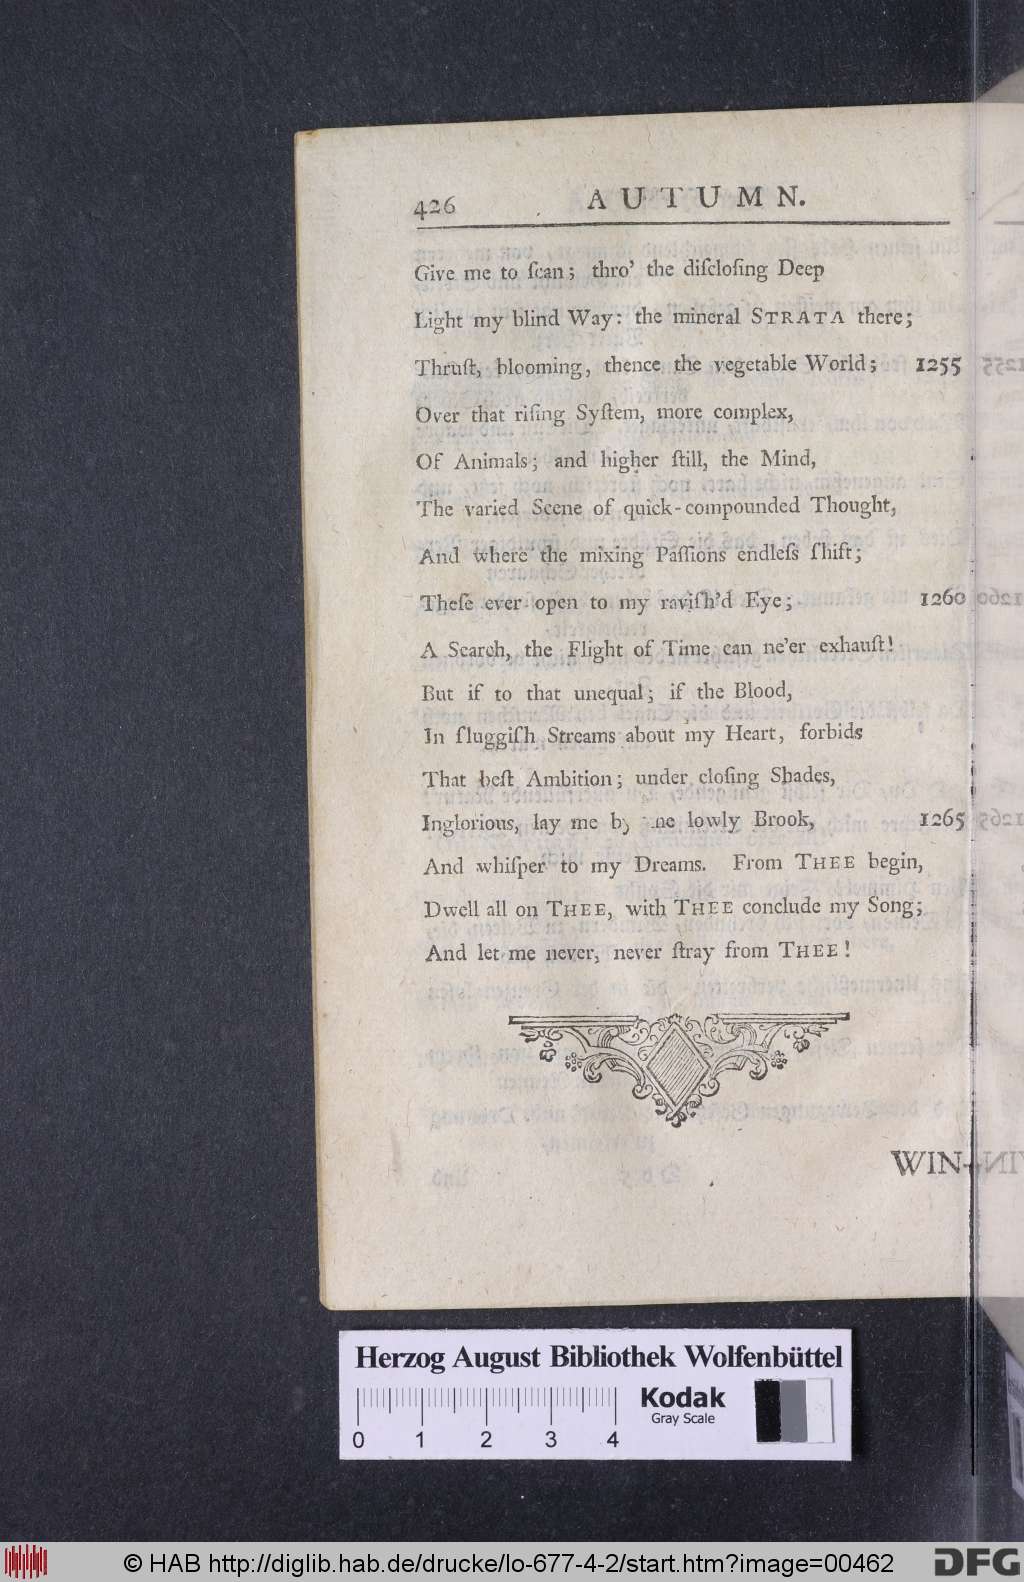 426 AUTUMN.
Give me to ſcan; thro' the diſcloſing Deep
Light my blind Way: the mineral STRATA there;
Thruſt, blooming, thence the vegetable World; 1255
Over that riſing Syſtem, more complex,
Of Animals; and higher ſtill, the Mind,
The varied Scene of quick-compounded Thought,
And where the mixing Paſſions endleſs ſhift;
Theſe ever open to my raviſh'd Eye; 1260
A Search, the Flight of Time can ne'er exhauſt!
But if to that unequal; if the Blood,
In ſluggiſh Streams about my Heart, forbids
That beſt Ambition; under cloſing Shades,
Inglorious, lay me by lowly Brook, 1265
And whiſper to my Dreams. From THEE begin,
Dwell all on THEE, with THEE conclude my Song;
And let me never, never ſtray from THEE!
WIN-
Herzog August Bibliothek Wolfenbüttel
Kodak
Gray Scale
0 1 2 3 4
© HAB http://diglib.hab.de/drucke/lo-677-4-2/start.htm?image=00462
DFG